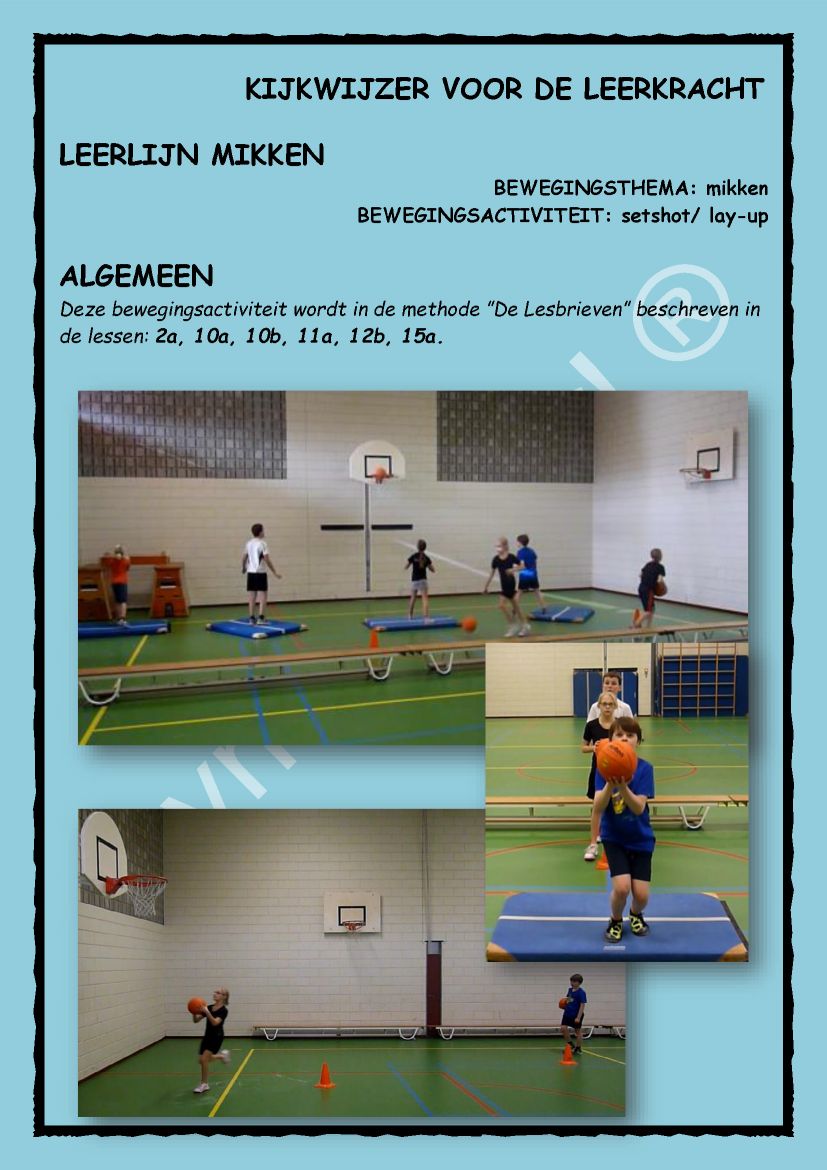 KIJKWIJZER VOOR DE LEERKRACHT
LEERLIJN MIKKEN
BEWEGINGSTHEMA: mikken
BEWEGINGSACTIVITEIT: setshot/ lay-up
ALGEMEEN
Deze bewegingsactiviteit wordt in de methode "De Lesbrieven" beschreven in
de lessen: 2a, 10a, 10b, 11a, 12b, 15a.
®